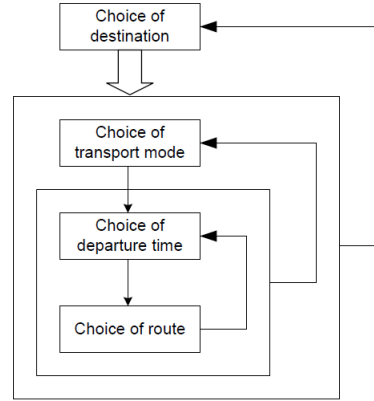 Choice of
destination
Choice of
transport mode
Choice of
departure time
Choice of route